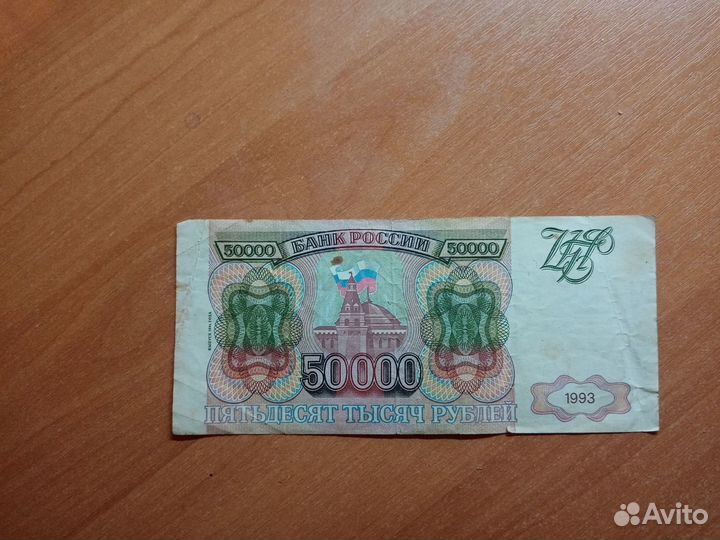 50000 БАНК РОССИИ 50000
50000
ПЯТЬДЕСЯТ ТЫСЯЧ РУБЛЕЙ
1993
Avito